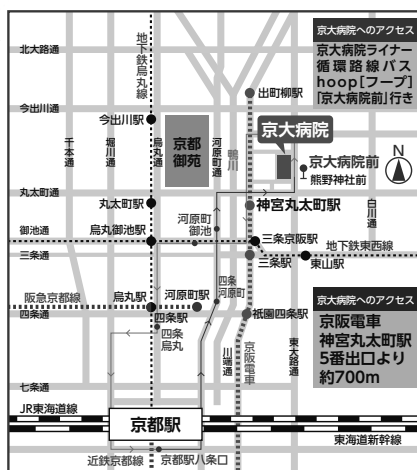 京大病院へのアクセス
京大病院ライナー
循環路線バス
hoop[フープ]
「京大病院前」行き
北大路通
地下鉄烏丸線
出町柳駅
今出川通
今出川駅
千本通
堀川通
烏丸通
京都
御苑
河原町通
鴨川
京大病院
N
京大病院前
熊野神社前
丸太町通
丸太町駅
神宮丸太町駅
白川通
河原町
御池
御池通
烏丸御池駅
三条京阪駅
地下鉄東西線
三条通
三条駅
東山駅
四条
河原町
阪急京都線
烏丸駅
河原町駅
四条通
四条駅
祇園四条駅
四条
烏丸
川端通
京阪電車
東大路通
京大病院へのアクセス
京阪電車
神宮丸太町駅
5番出口より
約700m
七条通
JR東海道線
京都駅
東海道新幹線
近鉄京都線
京都駅八条口